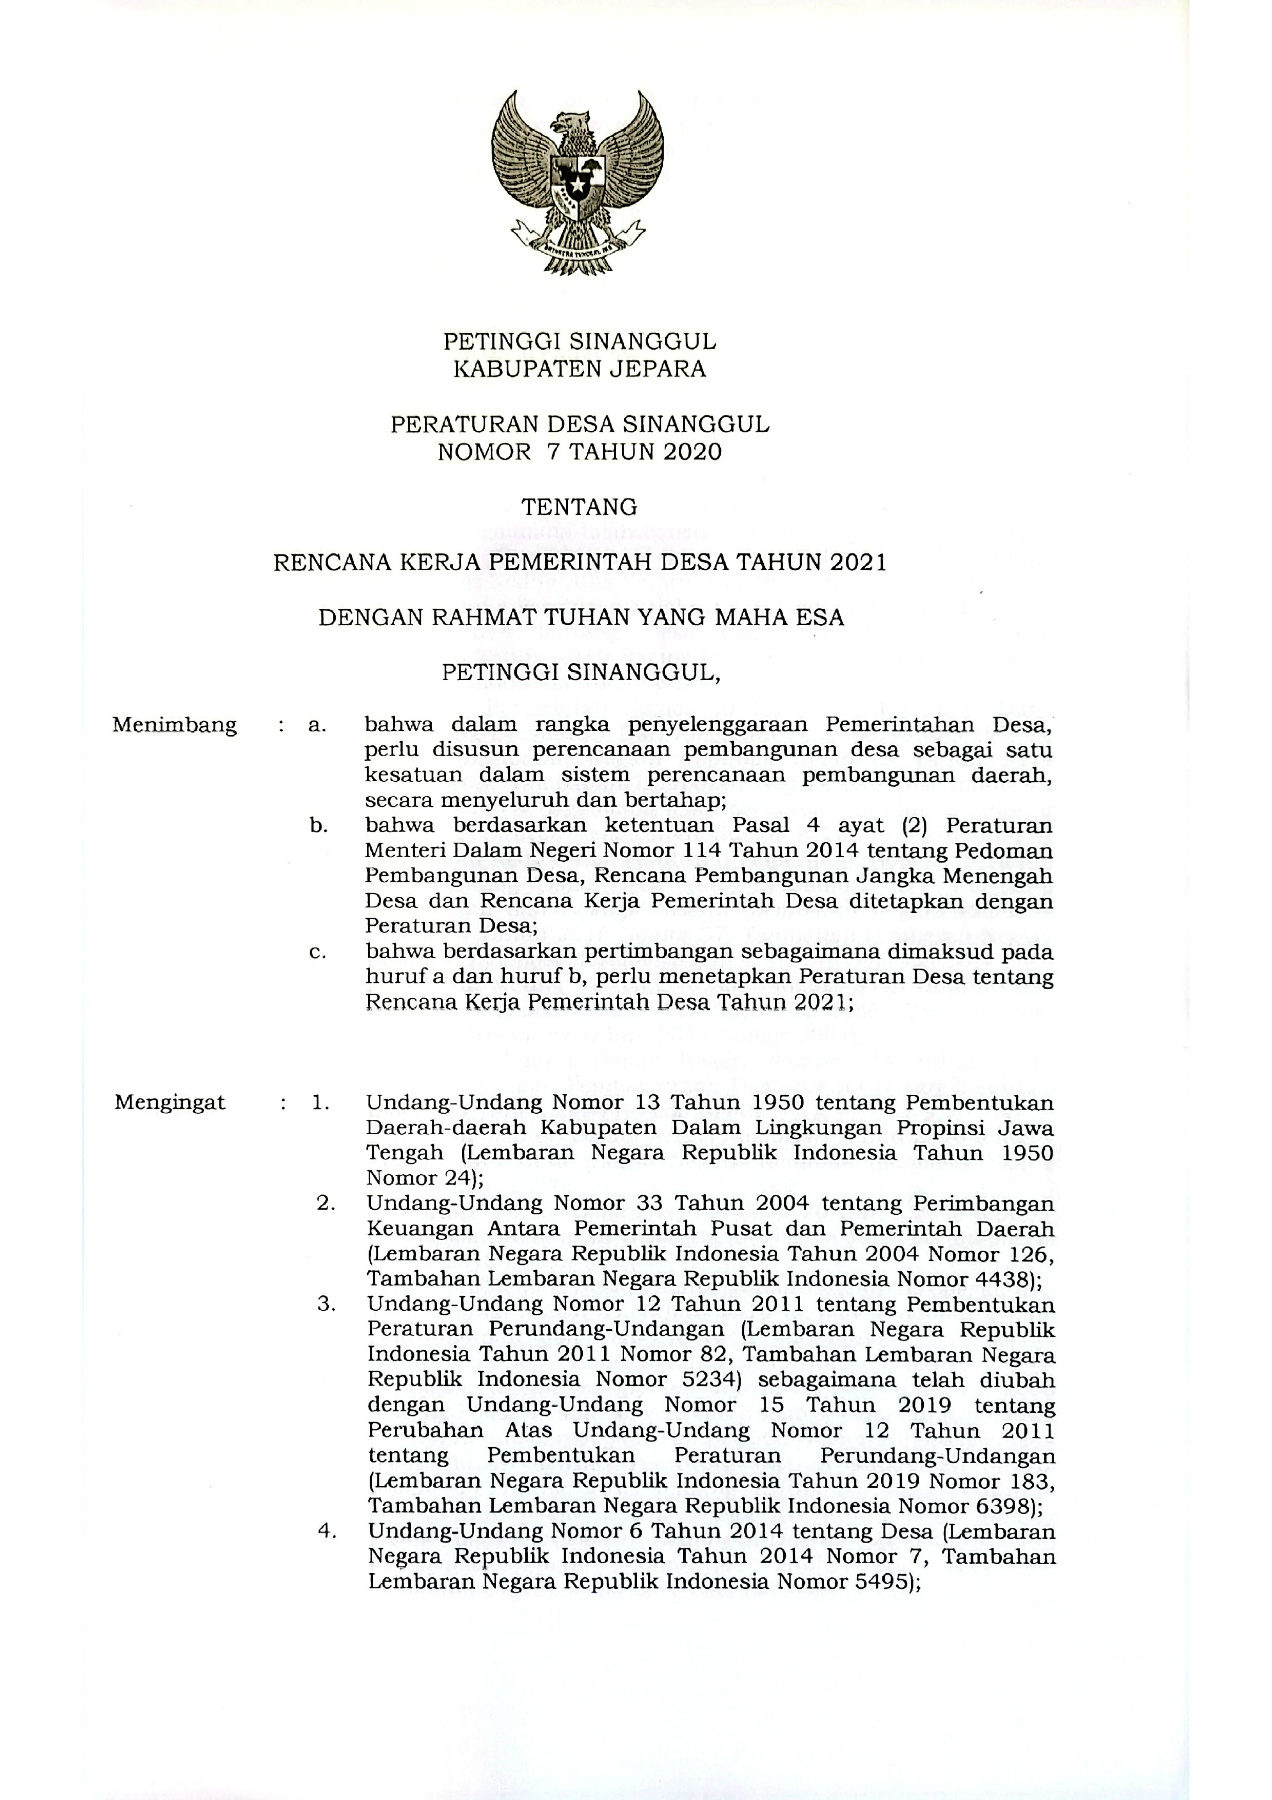 BHINNEKA TUNGGAL IKA
PETINGGI SINANGGUL
KABUPATEN JEPARA
PERATURAN DESA SINANGGUL
NOMOR 7 TAHUN 2020
TENTANG
RENCANA KERJA PEMERINTAH DESA TAHUN 2021
DENGAN RAHMAT TUHAN YANG MAHA ESA
PETINGGI SINANGGUL,
Menimbang : a. bahwa dalam rangka penyelenggaraan Pemerintahan Desa,
perlu disusun perencanaan pembangunan desa sebagai satu
kesatuan dalam sistem perencanaan pembangunan daerah,
secara menyeluruh dan bertahap;
b. bahwa berdasarkan ketentuan Pasal 4 ayat (2) Peraturan
Menteri Dalam Negeri Nomor 114 Tahun 2014 tentang Pedoman
Pembangunan Desa, Rencana Pembangunan Jangka Menengah
Desa dan Rencana Kerja Pemerintah Desa ditetapkan dengan
Peraturan Desa;
c. bahwa berdasarkan pertimbangan sebagaimana dimaksud pada
huruf a dan huruf b, perlu menetapkan Peraturan Desa tentang
Rencana Kerja Pemerintah Desa Tahun 2021;
Mengingat : 1. Undang-Undang Nomor 13 Tahun 1950 tentang Pembentukan
Daerah-daerah Kabupaten Dalam Lingkungan Propinsi Jawa
Tengah (Lembaran Negara Republik Indonesia Tahun 1950
Nomor 24);
2. Undang-Undang Nomor 33 Tahun 2004 tentang Perimbangan
Keuangan Antara Pemerintah Pusat dan Pemerintah Daerah
(Lembaran Negara Republik Indonesia Tahun 2004 Nomor 126,
Tambahan Lembaran Negara Republik Indonesia Nomor 4438);
3. Undang-Undang Nomor 12 Tahun 2011 tentang Pembentukan
Peraturan Perundang-Undangan (Lembaran Negara Republik
Indonesia Tahun 2011 Nomor 82, Tambahan Lembaran Negara
Republik Indonesia Nomor 5234) sebagaimana telah diubah
dengan Undang-Undang Nomor 15 Tahun 2019 tentang
Perubahan Atas Undang-Undang Nomor 12 Tahun 2011
tentang Pembentukan Peraturan Perundang-Undangan
(Lembaran Negara Republik Indonesia Tahun 2019 Nomor 183,
Tambahan Lembaran Negara Republik Indonesia Nomor 6398);
4. Undang-Undang Nomor 6 Tahun 2014 tentang Desa (Lembaran
Negara Republik Indonesia Tahun 2014 Nomor 7, Tambahan
Lembaran Negara Republik Indonesia Nomor 5495);